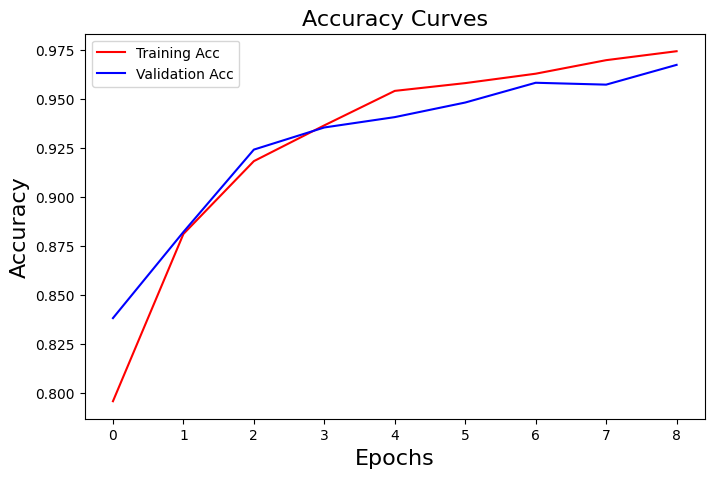 Accuracy Curves
Training Acc
Validation Acc
0.975
0.950
0.925
0.900
0.875
0.850
0.825
0.800
Accuracy
0 1 2 3 4 5 6 7 8
Epochs